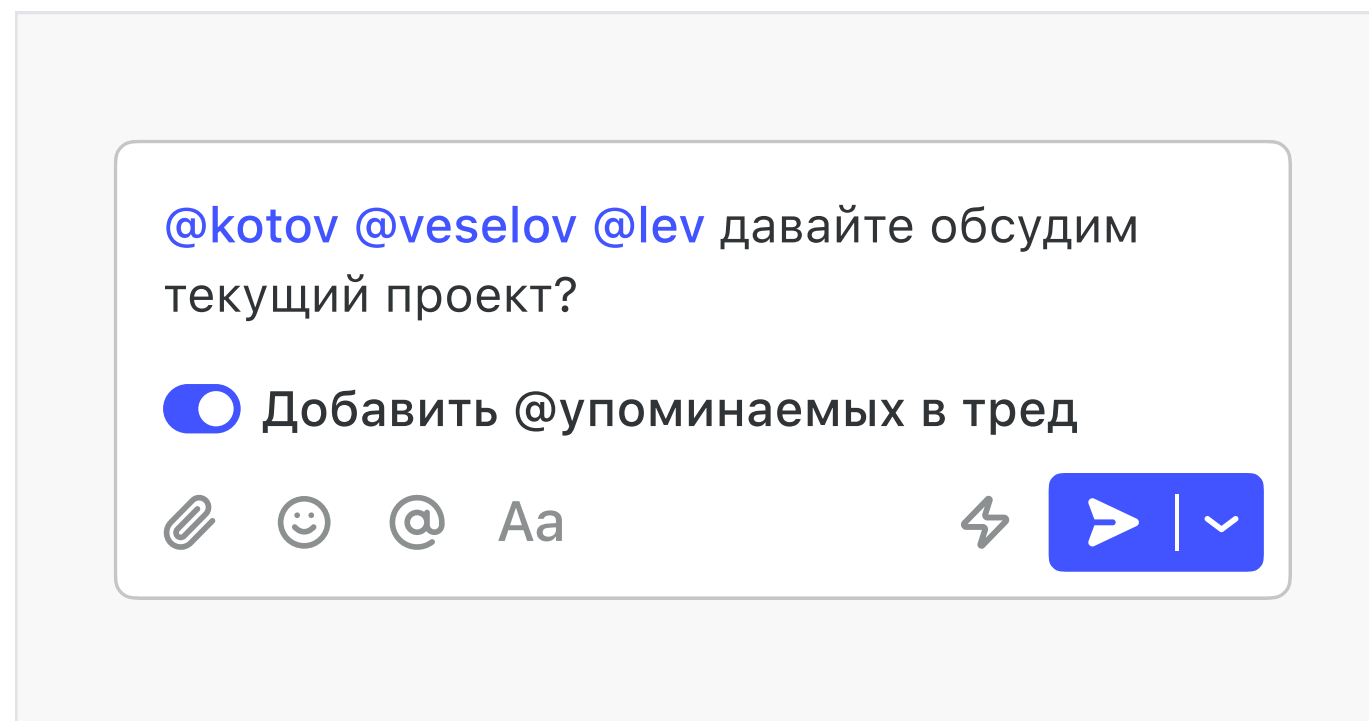 @kotov @veselov @lev давайте обсудим
текущий проект?
Добавить @упоминаемых в тред
@ Aa